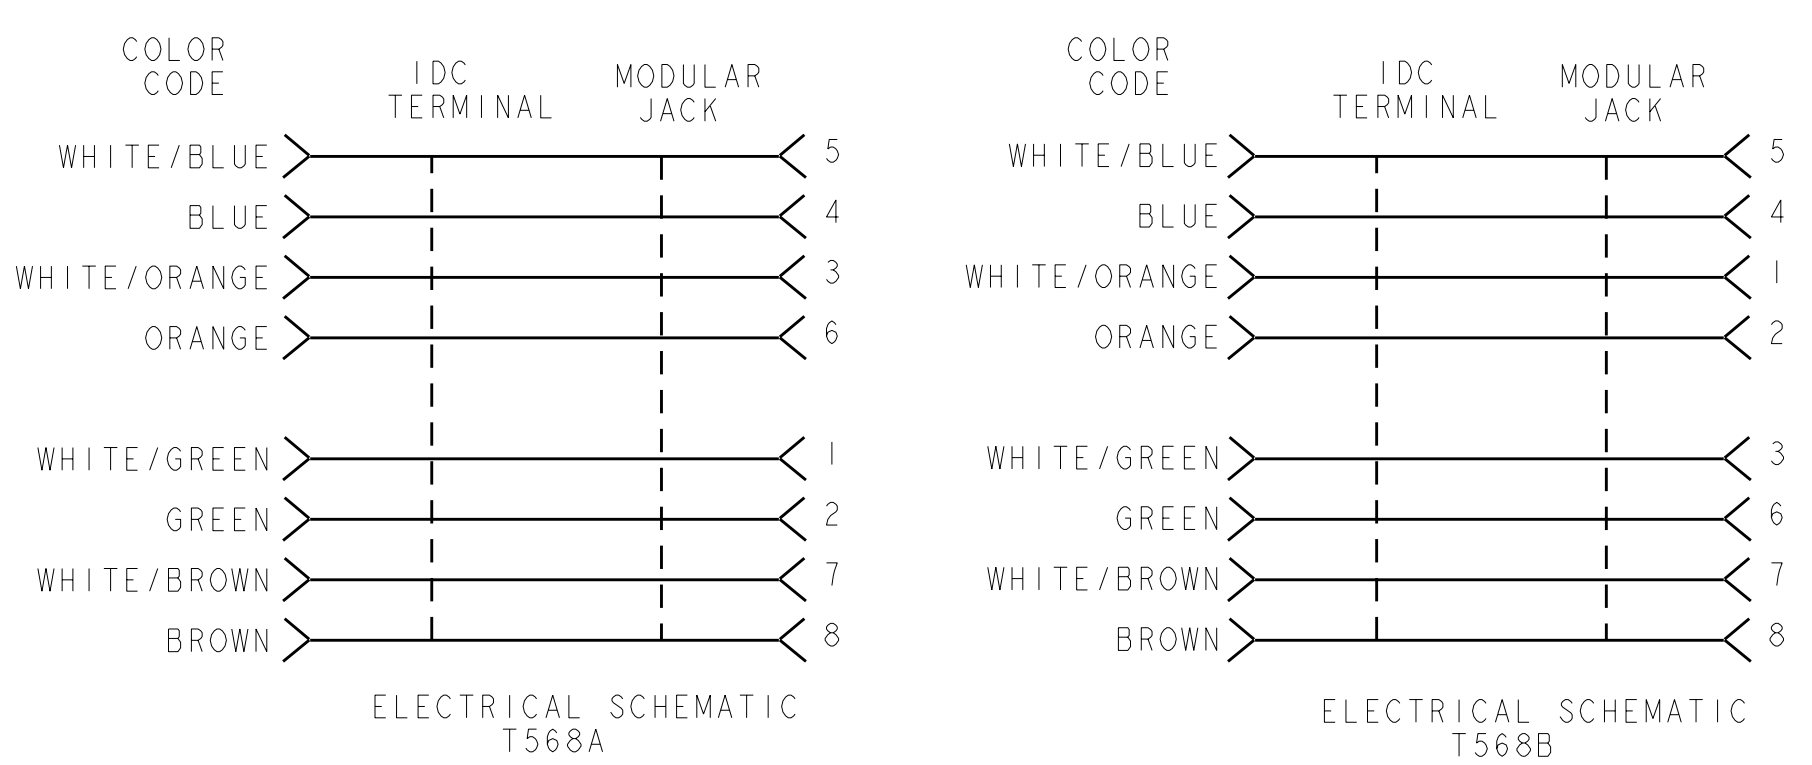 COLOR
CODE
IDC
TERMINAL
MODULAR
JACK
WHITE/BLUE 5
BLUE 4
WHITE/ORANGE 3
ORANGE 6
WHITE/GREEN 1
GREEN 2
WHITE/BROWN 7
BROWN 8
ELECTRICAL SCHEMATIC
T568A
COLOR
CODE
IDC
TERMINAL
MODULAR
JACK
WHITE/BLUE 5
BLUE 4
WHITE/ORANGE 1
ORANGE 2
WHITE/GREEN 3
GREEN 6
WHITE/BROWN 7
BROWN 8
ELECTRICAL SCHEMATIC
T568B